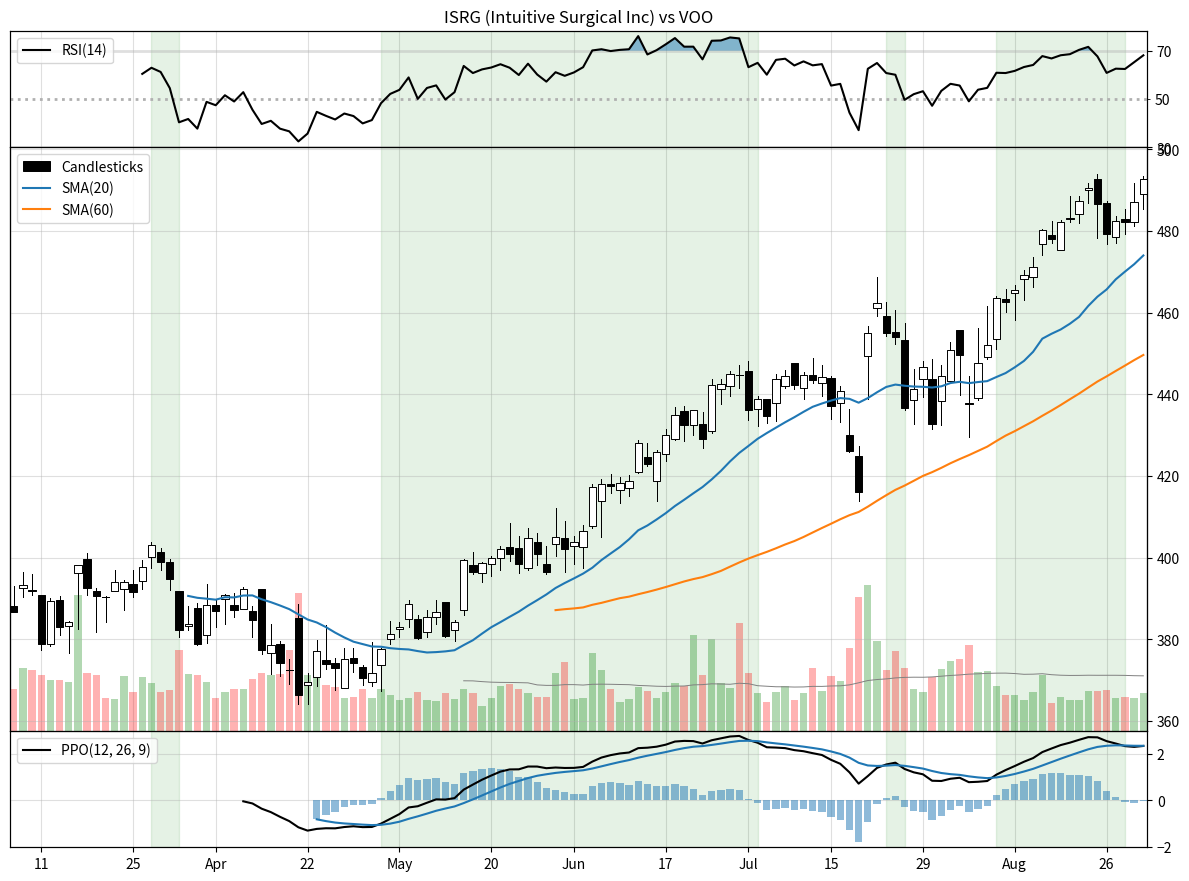 ISRG (Intuitive Surgical Inc) vs VOO
RSI(14)
70
50
30
Candlesticks
SMA(20)
SMA(60)
500
480
460
440
420
400
380
360
PPO(12, 26, 9)
2
0
−2
11 25 Apr 22 May 20 Jun 17 Jul 15 29 Aug 26